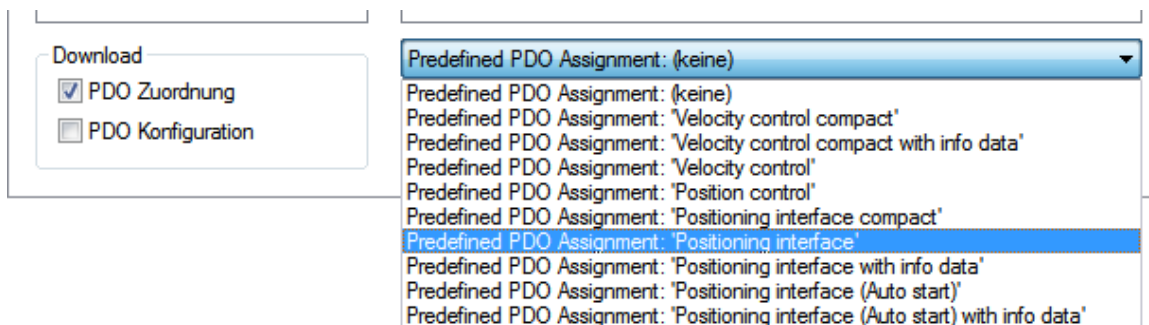 Download
PDO Zuordnung
PDO Konfiguration
Predefined PDO Assignment: (keine)
Predefined PDO Assignment: (keine)
Predefined PDO Assignment: 'Velocity control compact'
Predefined PDO Assignment: 'Velocity control compact with info data'
Predefined PDO Assignment: 'Velocity control'
Predefined PDO Assignment: 'Position control'
Predefined PDO Assignment: 'Positioning interface compact'
Predefined PDO Assignment: 'Positioning interface'
Predefined PDO Assignment: 'Positioning interface with info data'
Predefined PDO Assignment: 'Positioning interface (Auto start)'
Predefined PDO Assignment: 'Positioning interface (Auto start) with info data'